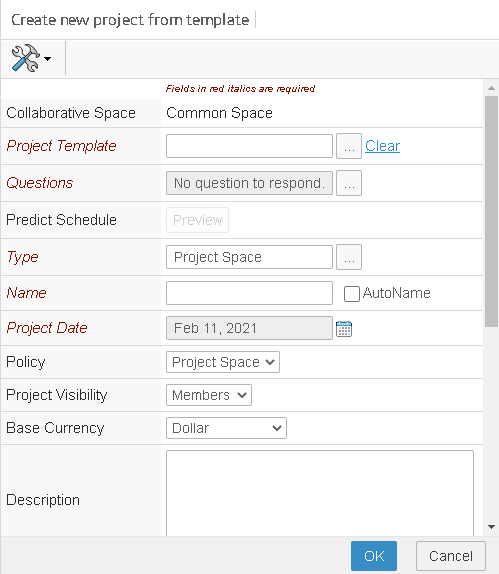 Create new project from template
Fields in red italics are required
Collaborative Space Common Space
Project Template ... Clear
Questions No question to respond. ...
Predict Schedule Preview
Type Project Space ...
Name AutoName
Project Date Feb 11, 2021
Policy Project Space
Project Visibility Members
Base Currency Dollar
Description
OK Cancel